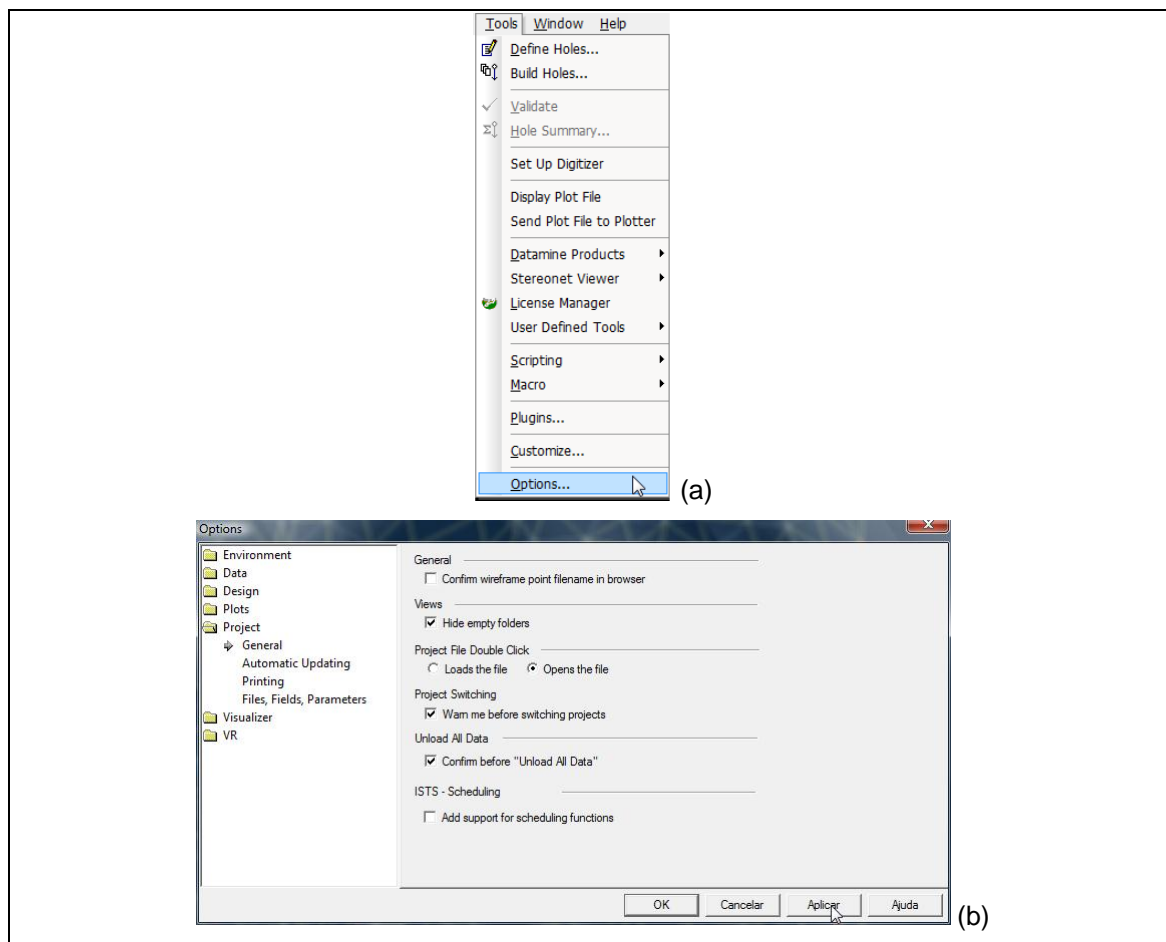 Tools Window Help
Define Holes...
Build Holes...
Validate
Hole Summary...
Set Up Digitizer
Display Plot File
Send Plot File to Plotter
Datamine Products
Stereonet Viewer
License Manager
User Defined Tools
Scripting
Macro
Plugins...
Customize...
Options...
(a)
Options
Environment
Data
Design
Plots
Project
General
Automatic Updating
Printing
Files, Fields, Parameters
Visualizer
VR
General
Confirm wireframe point filename in browser
Views
Hide empty folders
Project File Double Click
Loads the file Opens the file
Project Switching
Warn me before switching projects
Unload All Data
Confirm before "Unload All Data"
ISTS - Scheduling
Add support for scheduling functions
OK Cancelar Aplicar Ajuda
(b)